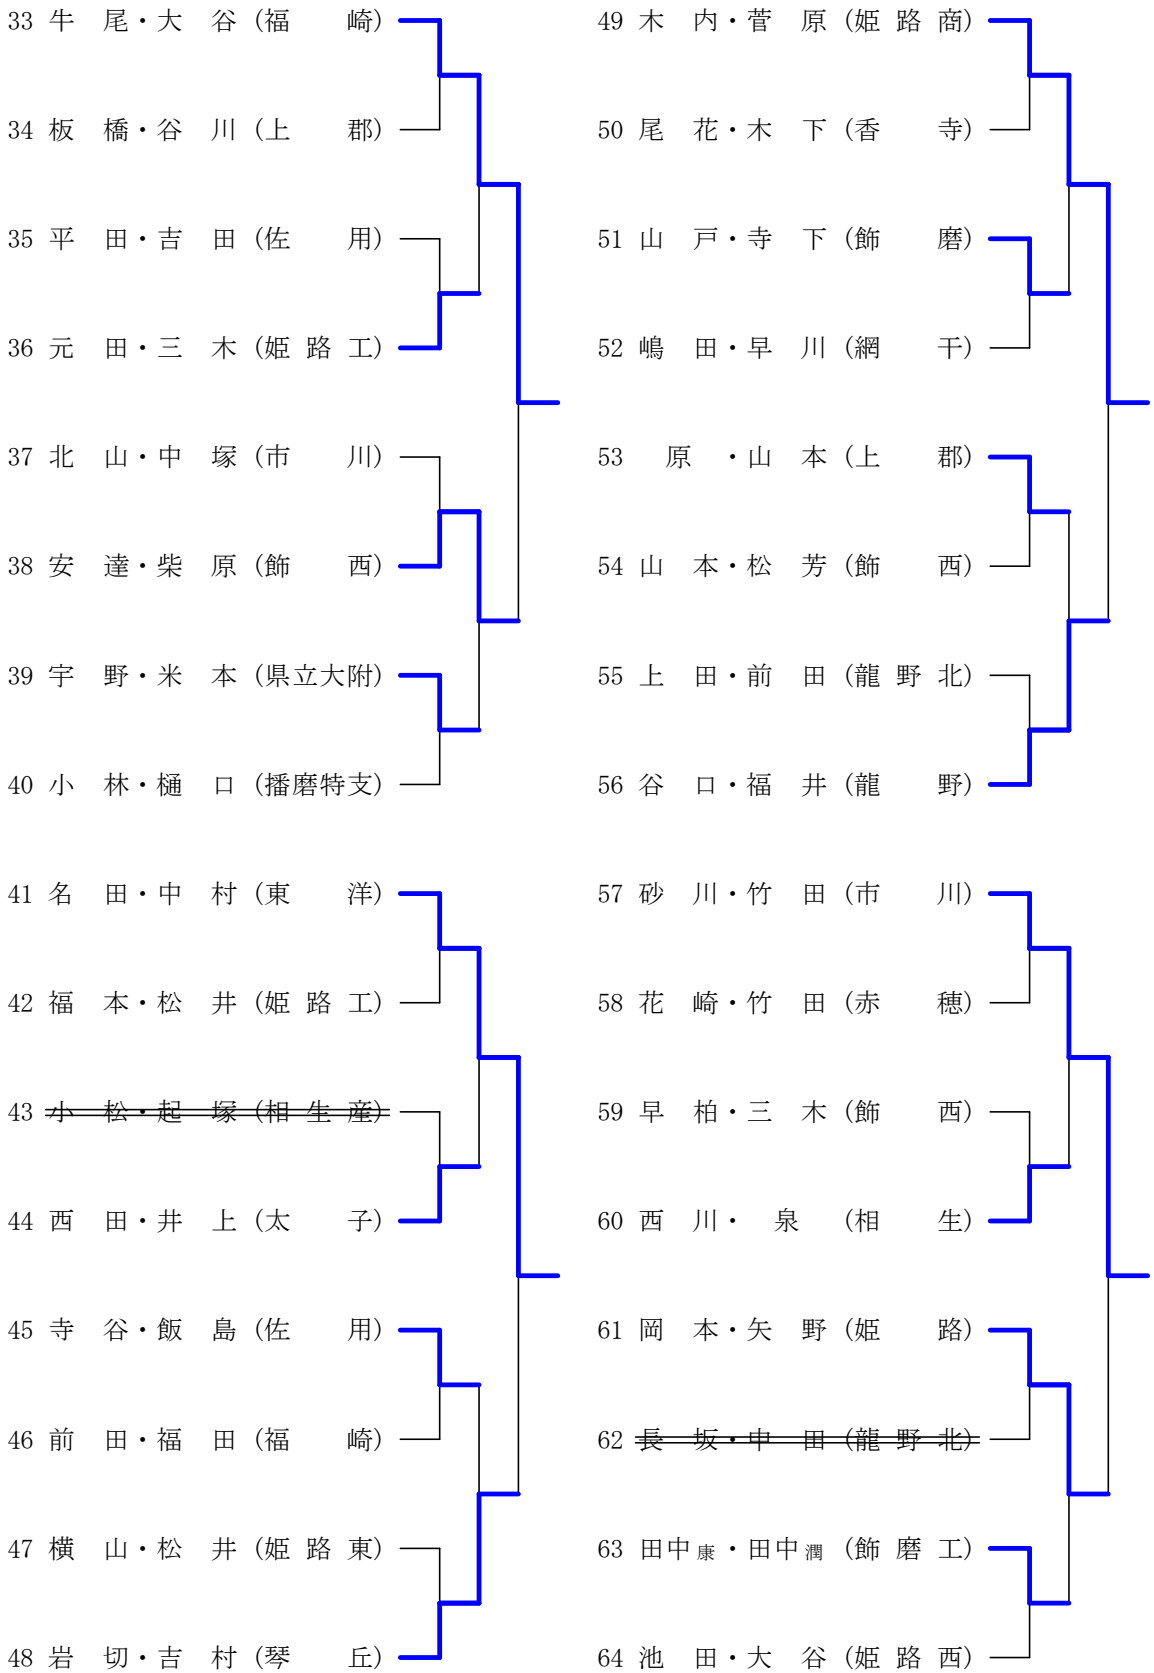 33 牛 尾・大 谷 (福 崎)
34 板 橋・谷 川 (上 郡)
35 平 田・吉 田 (佐 用)
36 元 田・三 木 (姫 路 工)
37 北 山・中 塚 (市 川)
38 安 達・柴 原 (飾 西)
39 宇 野・米 本 (県立大附)
40 小 林・樋 口 (播磨特支)
41 名 田・中 村 (東 洋)
42 福 本・松 井 (姫 路 工)
43 小 松・起 塚 (相 生 産)
44 西 田・井 上 (太 子)
45 寺 谷・飯 島 (佐 用)
46 前 田・福 田 (福 崎)
47 横 山・松 井 (姫 路 東)
48 岩 切・吉 村 (琴 丘)
49 木 内・菅 原 (姫 路 商)
50 尾 花・木 下 (香 寺)
51 山 戸・寺 下 (飾 磨)
52 嶋 田・早 川 (網 干)
53 原 ・山 本 (上 郡)
54 山 本・松 芳 (飾 西)
55 上 田・前 田 (龍 野 北)
56 谷 口・福 井 (龍 野)
57 砂 川・竹 田 (市 川)
58 花 崎・竹 田 (赤 穂)
59 早 柏・三 木 (飾 西)
60 西 川・ 泉 (相 生)
61 岡 本・矢 野 (姫 路)
62 長 坂・中 田 (龍 野 北)
63 田中康・田中潤 (飾 磨 工)
64 池 田・大 谷 (姫 路 西)